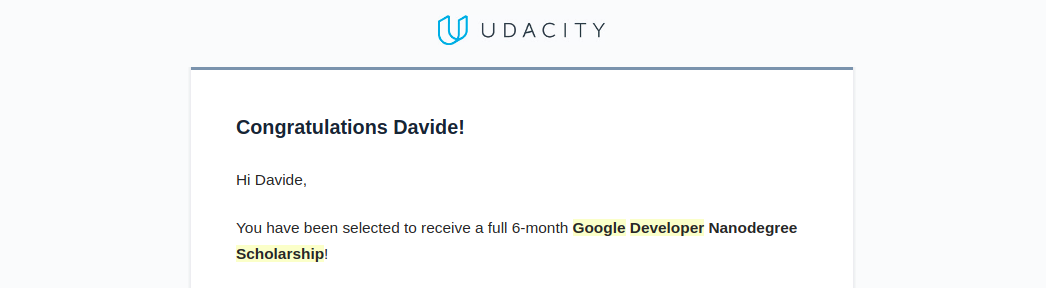 UDACITY
Congratulations Davide!
Hi Davide,
You have been selected to receive a full 6-month Google Developer Nanodegree
Scholarship!